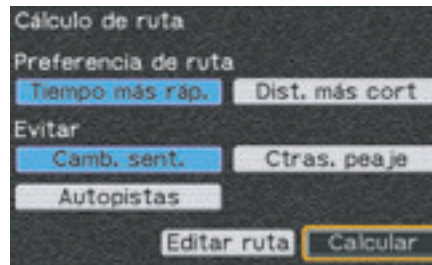 Cálculo de ruta
Preferencia de ruta
Tiempo más ráp. Dist. más cort
Evitar
Camb. sent. Ctras. peaje
Autopistas
Editar ruta Calcular